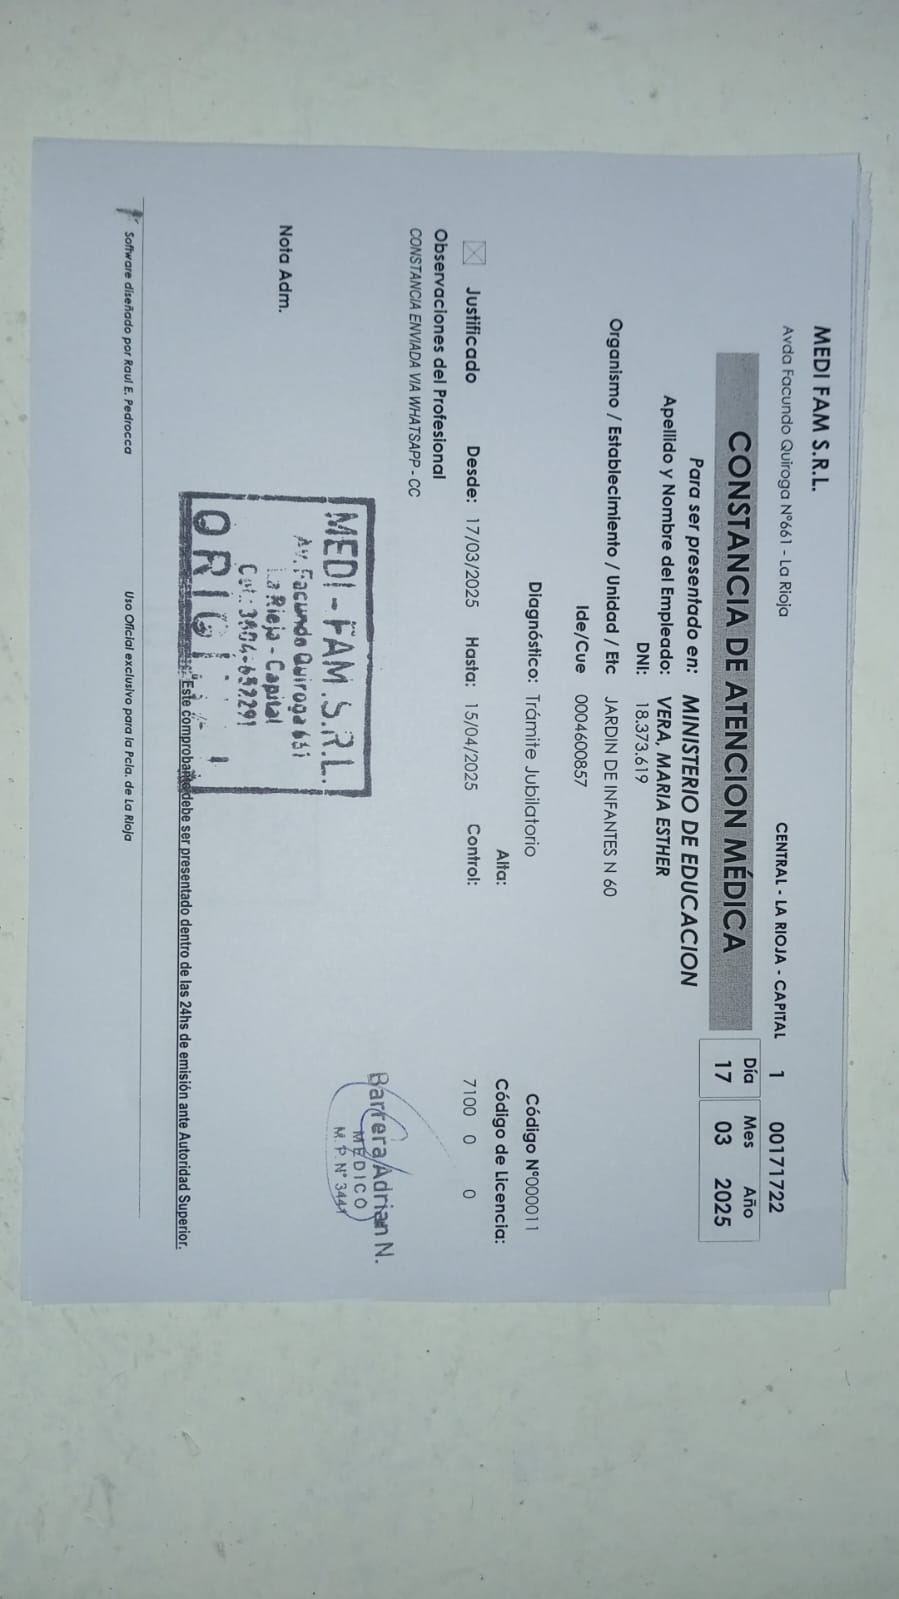 MEDI FAM S.R.L.
Avda Facundo Quiroga N°661 - La Rioja
CENTRAL - LA RIOJA - CAPITAL 1 00171722
CONSTANCIA DE ATENCION MÉDICA
Día Mes Año
17 03 2025
Para ser presentado en: MINISTERIO DE EDUCACION
Apellido y Nombre del Empleado: VERA, MARIA ESTHER
DNI: 18.373.619
Organismo / Establecimiento / Unidad / Etc JARDIN DE INFANTES N 60
Ide/Cue 0004600857
Diagnóstico: Trámite Jubilatorio Código N°000011
Alta: Código de Licencia:
Justificado Desde: 17/03/2025 Hasta: 15/04/2025 Control: 7100 0 0
Observaciones del Profesional
CONSTANCIA ENVIADA VIA WHATSAPP - CC
Barrera Adrian N.
MEDICO
M. P. N° 3441
MEDI - FAM .S.R.L.
Av. Facundo Quiroga 661
La Rioja - Capital
Nota Adm.
Este comprobante debe ser presentado dentro de las 24hs de emisión ante Autoridad Superior.
Software diseñado por Raul E. Pedrocca Uso Oficial exclusivo para la Pcia. de La Rioja